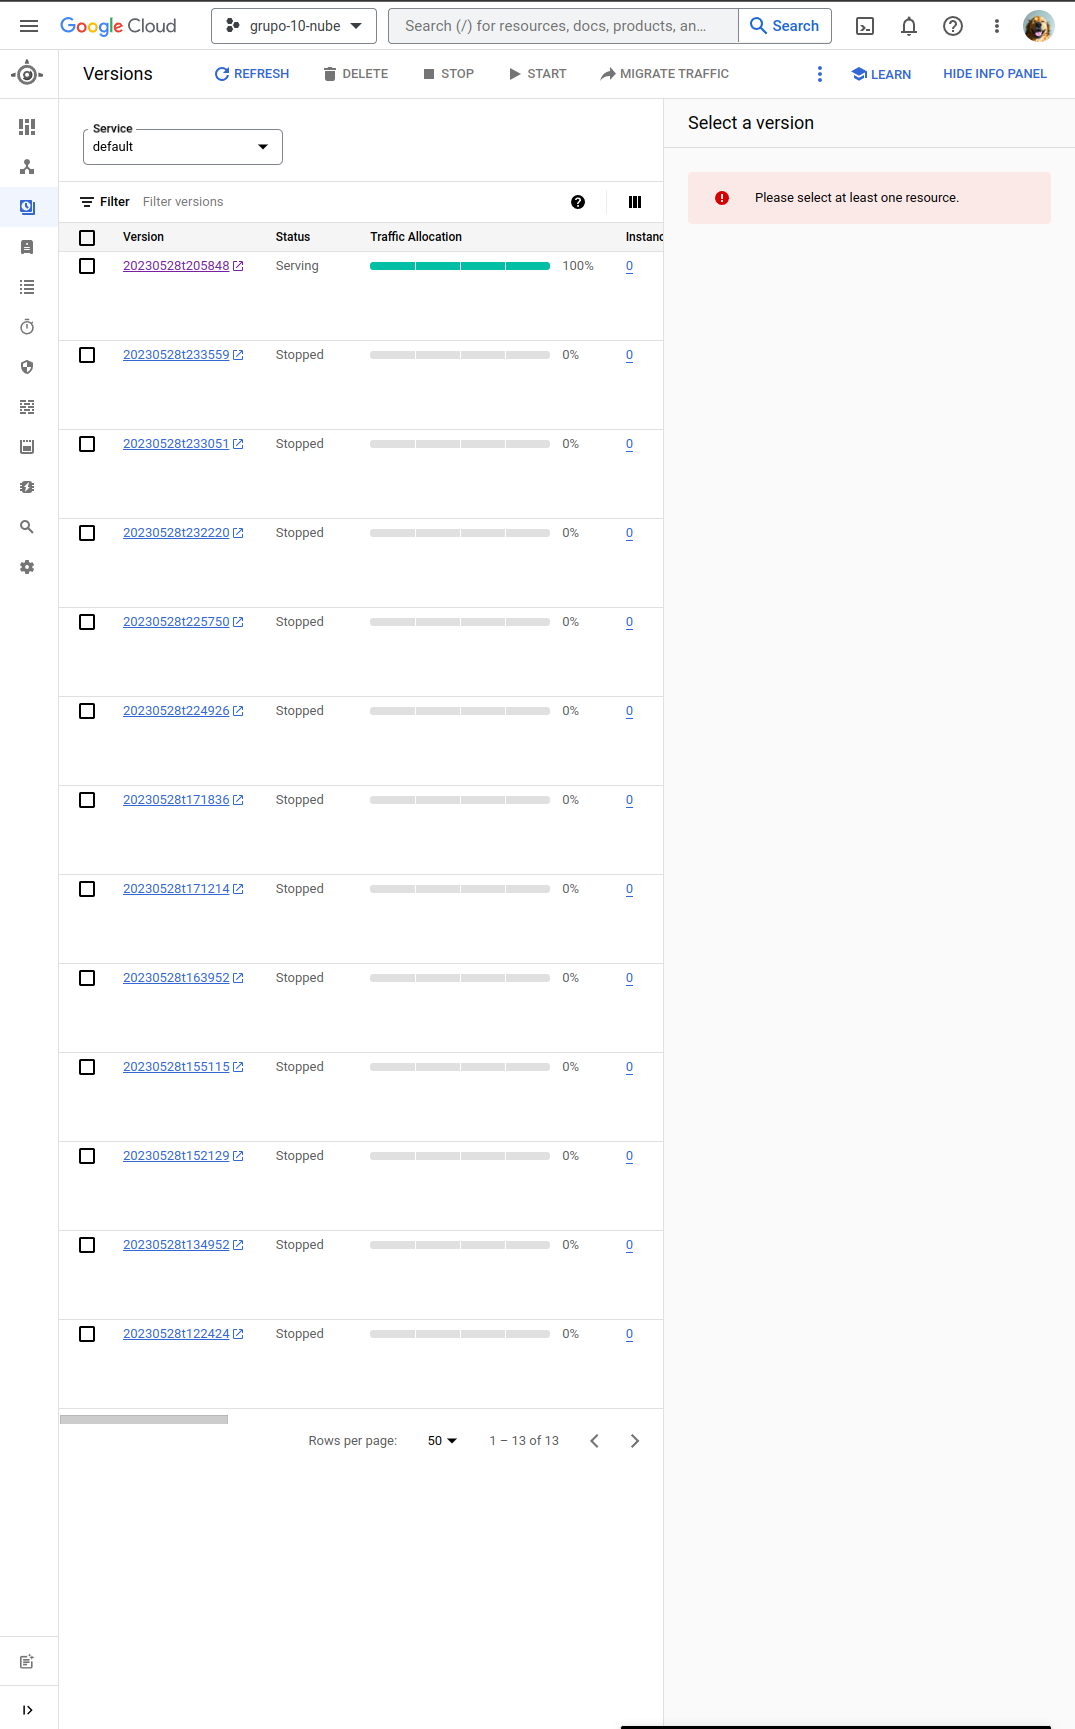 Google Cloud grupo-10-nube Search (/) for resources, docs, products, an... Search
Versions REFRESH DELETE STOP START MIGRATE TRAFFIC LEARN HIDE INFO PANEL
Select a version
Service
default
Please select at least one resource.
Filter Filter versions
Version Status Traffic Allocation Instanc
20230528t205848 Serving 100% 0
20230528t233559 Stopped 0% 0
20230528t233051 Stopped 0% 0
20230528t232220 Stopped 0% 0
20230528t225750 Stopped 0% 0
20230528t224926 Stopped 0% 0
20230528t171836 Stopped 0% 0
20230528t171214 Stopped 0% 0
20230528t163952 Stopped 0% 0
20230528t155115 Stopped 0% 0
20230528t152129 Stopped 0% 0
20230528t134952 Stopped 0% 0
20230528t122424 Stopped 0% 0
Rows per page: 50 1 – 13 of 13